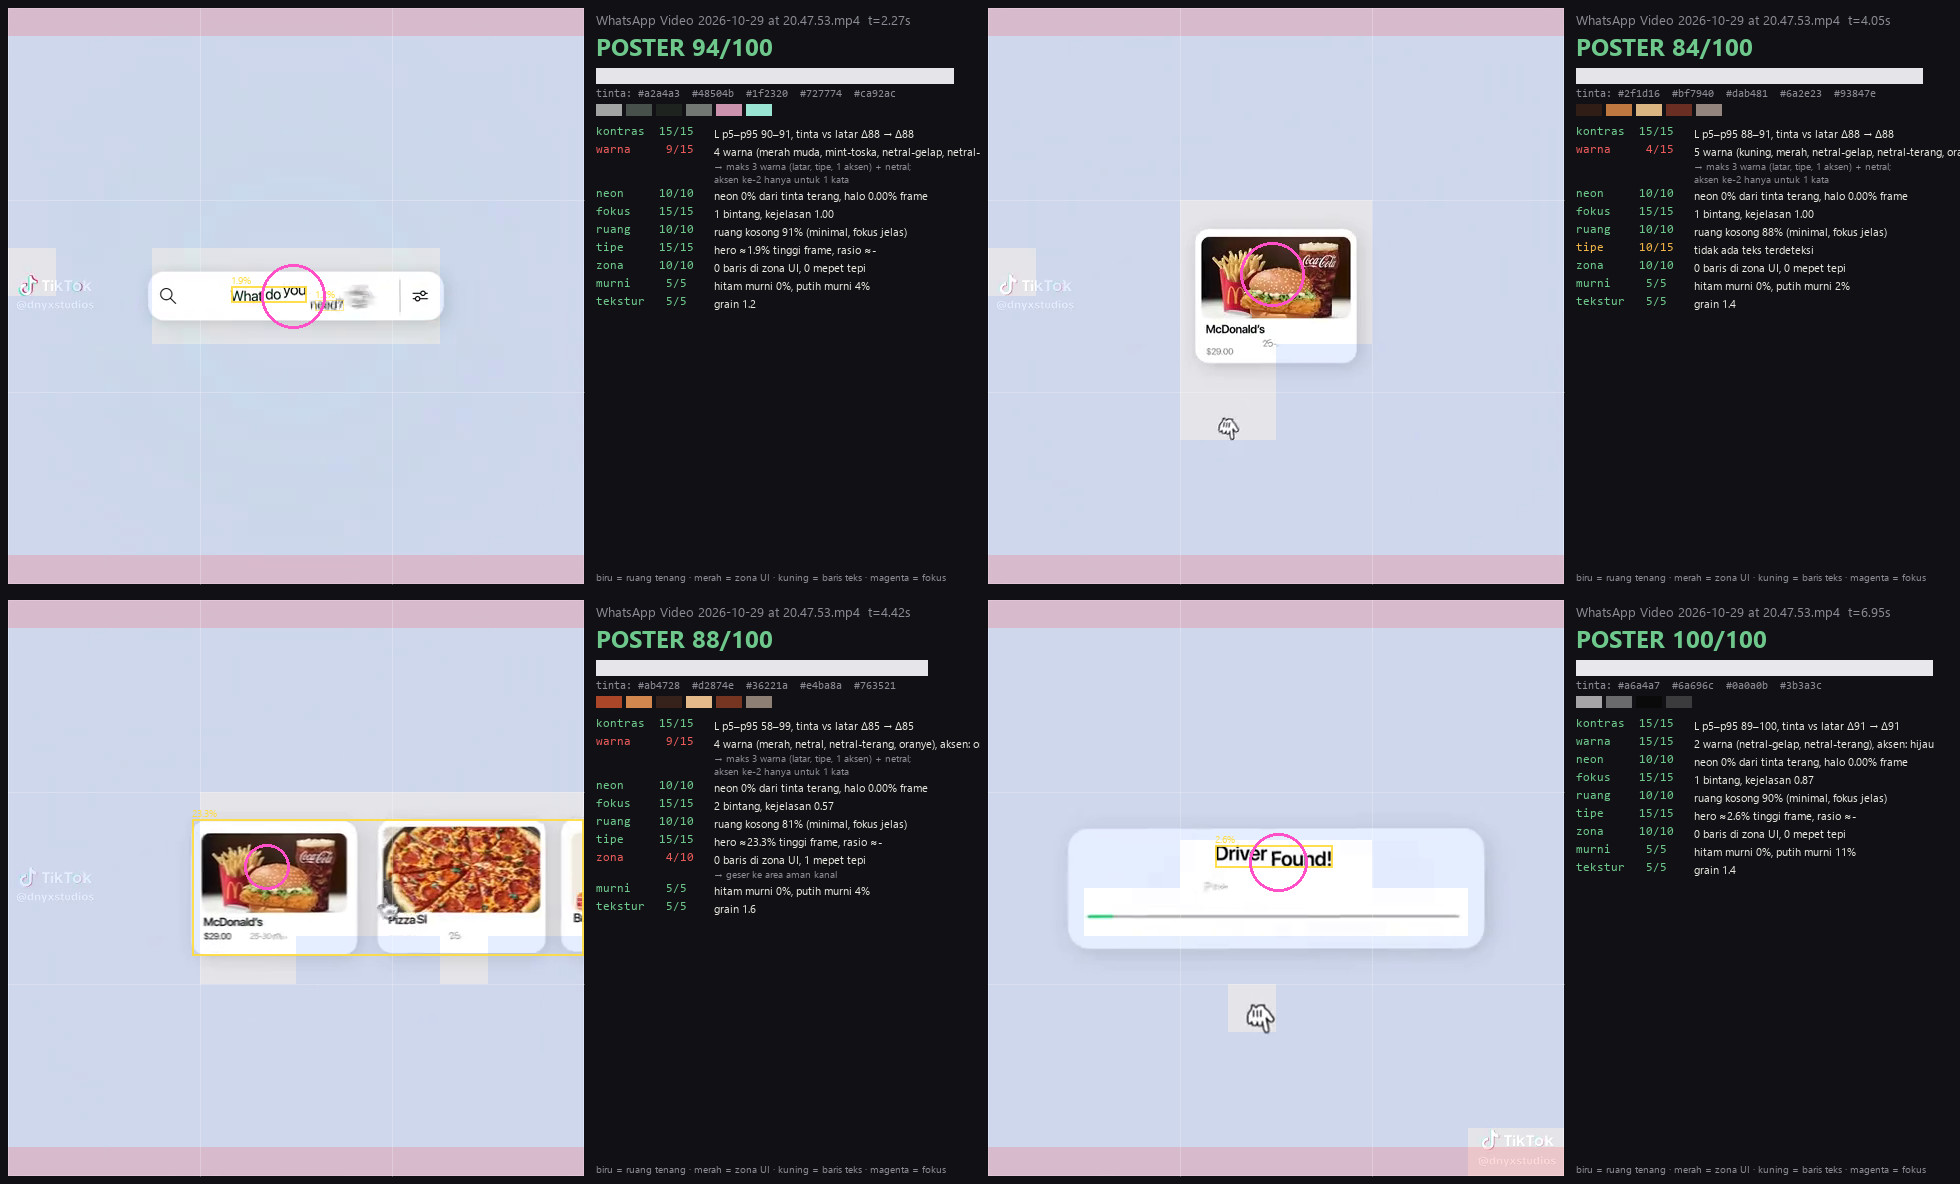 WhatsApp Video 2026-10-29 at 20.47.53.mp4 t=2.27s
POSTER 94/100
tinta: #a2a4a3 #48504b #1f2320 #727774 #ca92ac
kontras 15/15 L p5–p95 90–91, tinta vs latar Δ88 → Δ88
warna 9/15 4 warna (merah muda, mint-toska, netral-gelap, netral-
→ maks 3 warna (latar, tipe, 1 aksen) + netral;
aksen ke-2 hanya untuk 1 kata
neon 10/10 neon 0% dari tinta terang, halo 0.00% frame
fokus 15/15 1 bintang, kejelasan 1.00
ruang 10/10 ruang kosong 91% (minimal, fokus jelas)
tipe 15/15 hero ≈1.9% tinggi frame, rasio ≈-
zona 10/10 0 baris di zona UI, 0 mepet tepi
murni 5/5 hitam murni 0%, putih murni 4%
tekstur 5/5 grain 1.2
biru = ruang tenang · merah = zona UI · kuning = baris teks · magenta = fokus
TikTok
@dnyxstudios
1.9%
What do you need?
WhatsApp Video 2026-10-29 at 20.47.53.mp4 t=4.05s
POSTER 84/100
tinta: #2f1d16 #bf7940 #dab481 #6a2e23 #93847e
kontras 15/15 L p5–p95 88–91, tinta vs latar Δ88 → Δ88
warna 4/15 5 warna (kuning, merah, netral-gelap, netral-terang, ora
→ maks 3 warna (latar, tipe, 1 aksen) + netral;
aksen ke-2 hanya untuk 1 kata
neon 10/10 neon 0% dari tinta terang, halo 0.00% frame
fokus 15/15 1 bintang, kejelasan 1.00
ruang 10/10 ruang kosong 88% (minimal, fokus jelas)
tipe 10/15 tidak ada teks terdeteksi
zona 10/10 0 baris di zona UI, 0 mepet tepi
murni 5/5 hitam murni 0%, putih murni 2%
tekstur 5/5 grain 1.4
biru = ruang tenang · merah = zona UI · kuning = baris teks · magenta = fokus
TikTok
@dnyxstudios
Coca-Cola
McDonald's
$29.00 25-
WhatsApp Video 2026-10-29 at 20.47.53.mp4 t=4.42s
POSTER 88/100
tinta: #ab4728 #d2874e #36221a #e4ba8a #763521
kontras 15/15 L p5–p95 58–99, tinta vs latar Δ85 → Δ85
warna 9/15 4 warna (merah, netral, netral-terang, oranye), aksen: o
→ maks 3 warna (latar, tipe, 1 aksen) + netral;
aksen ke-2 hanya untuk 1 kata
neon 10/10 neon 0% dari tinta terang, halo 0.00% frame
fokus 15/15 2 bintang, kejelasan 0.57
ruang 10/10 ruang kosong 81% (minimal, fokus jelas)
tipe 15/15 hero ≈23.3% tinggi frame, rasio ≈-
zona 4/10 0 baris di zona UI, 1 mepet tepi
→ geser ke area aman kanal
murni 5/5 hitam murni 0%, putih murni 4%
tekstur 5/5 grain 1.6
biru = ruang tenang · merah = zona UI · kuning = baris teks · magenta = fokus
TikTok
@dnyxstudios
Coca-Cola
McDonald's
$29.00
Pizza Sl
25
B
WhatsApp Video 2026-10-29 at 20.47.53.mp4 t=6.95s
POSTER 100/100
tinta: #a6a4a7 #6a696c #0a0a0b #3b3a3c
kontras 15/15 L p5–p95 89–100, tinta vs latar Δ91 → Δ91
warna 15/15 2 warna (netral-gelap, netral-terang), aksen: hijau
neon 10/10 neon 0% dari tinta terang, halo 0.00% frame
fokus 15/15 1 bintang, kejelasan 0.87
ruang 10/10 ruang kosong 90% (minimal, fokus jelas)
tipe 15/15 hero ≈2.6% tinggi frame, rasio ≈-
zona 10/10 0 baris di zona UI, 0 mepet tepi
murni 5/5 hitam murni 0%, putih murni 11%
tekstur 5/5 grain 1.4
biru = ruang tenang · merah = zona UI · kuning = baris teks · magenta = fokus
2.6%
Driver Found!
TikTok
@dnyxstudios